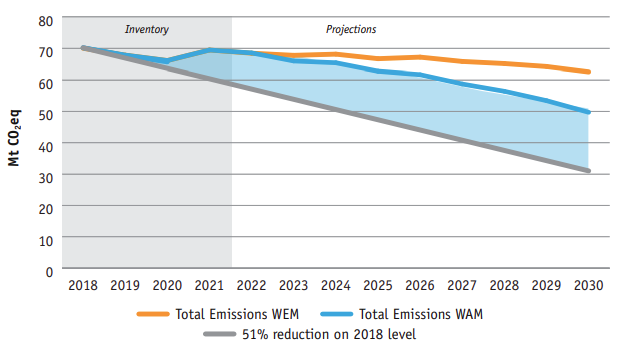 80
70
60
50
40
30
20
10
0
Mt CO₂eq
Inventory
Projections
2018 2019 2020 2021 2022 2023 2024 2025 2026 2027 2028 2029 2030
Total Emissions WEM Total Emissions WAM
51% reduction on 2018 level